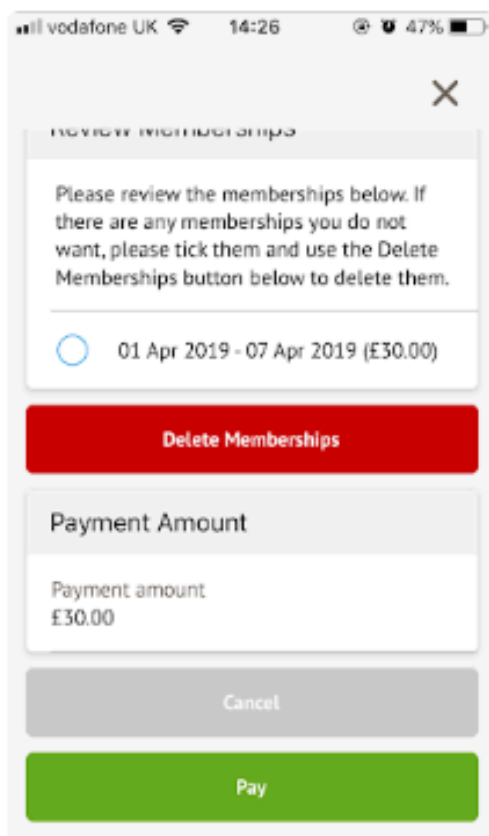 vodafone UK 14:26 47%
Review Memberships
Please review the memberships below. If
there are any memberships you do not
want, please tick them and use the Delete
Memberships button below to delete them.
01 Apr 2019 - 07 Apr 2019 (£30.00)
Delete Memberships
Payment Amount
Payment amount
£30.00
Cancel
Pay